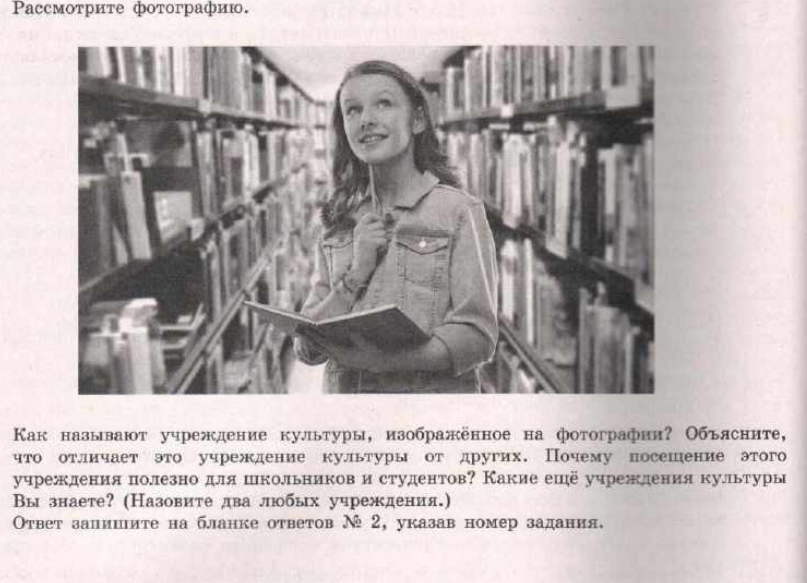 Рассмотрите фотографию.
Как называют учреждение культуры, изображённое на фотографии? Объясните,
что отличает это учреждение культуры от других. Почему посещение этого
учреждения полезно для школьников и студентов? Какие ещё учреждения культуры
Вы знаете? (Назовите два любых учреждения.)
Ответ запишите на бланке ответов № 2, указав номер задания.